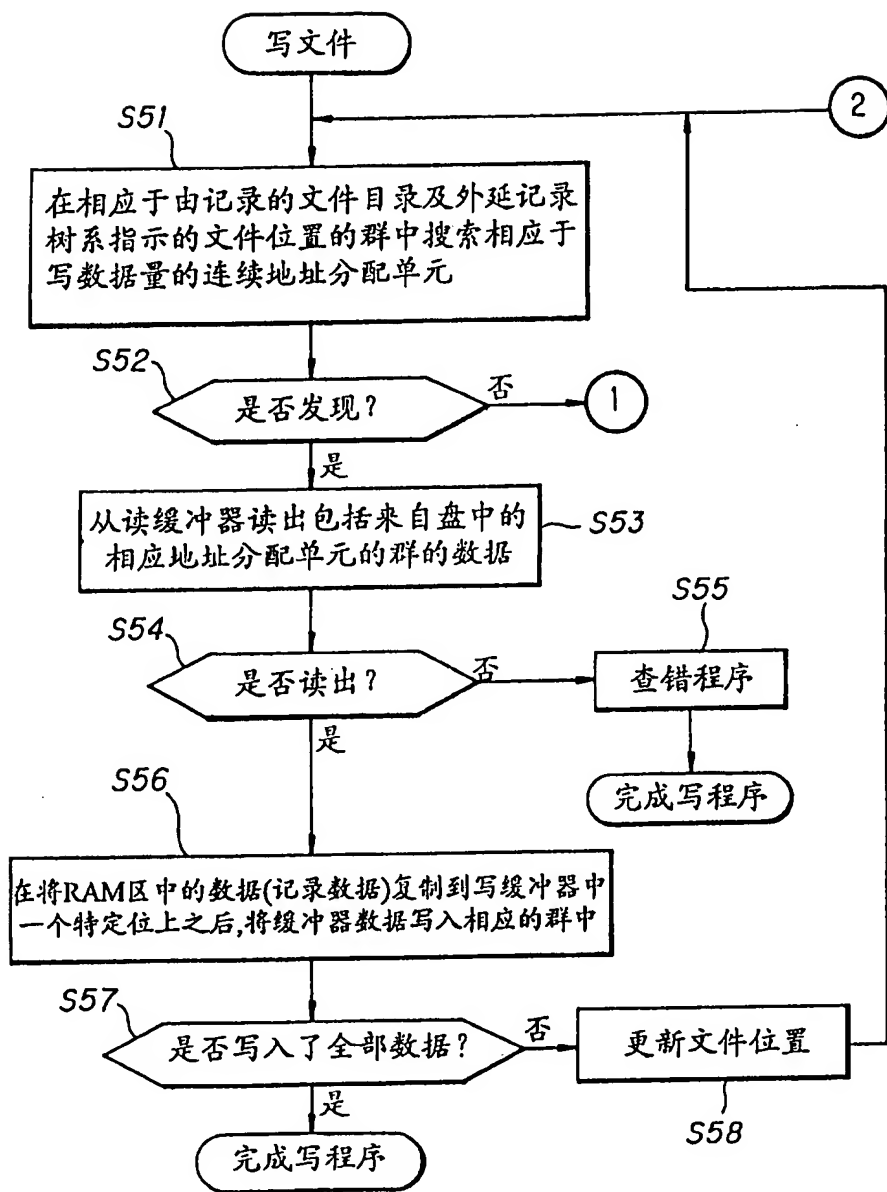 写文件
2
S51
在相应于由记录的文件目录及外延记录
树系指示的文件位置的群中搜索相应于
写数据量的连续地址分配单元
S52
是否发现?
否
1
是
从读缓冲器读出包括来自盘中的
相应地址分配单元的群的数据
S53
S54
是否读出?
否
S55
查错程序
是
完成写程序
S56
在将RAM区中的数据(记录数据)复制到写缓冲器中
一个特定位上之后,将缓冲器数据写入相应的群中
S57
是否写入了全部数据?
否
更新文件位置
S58
是
完成写程序